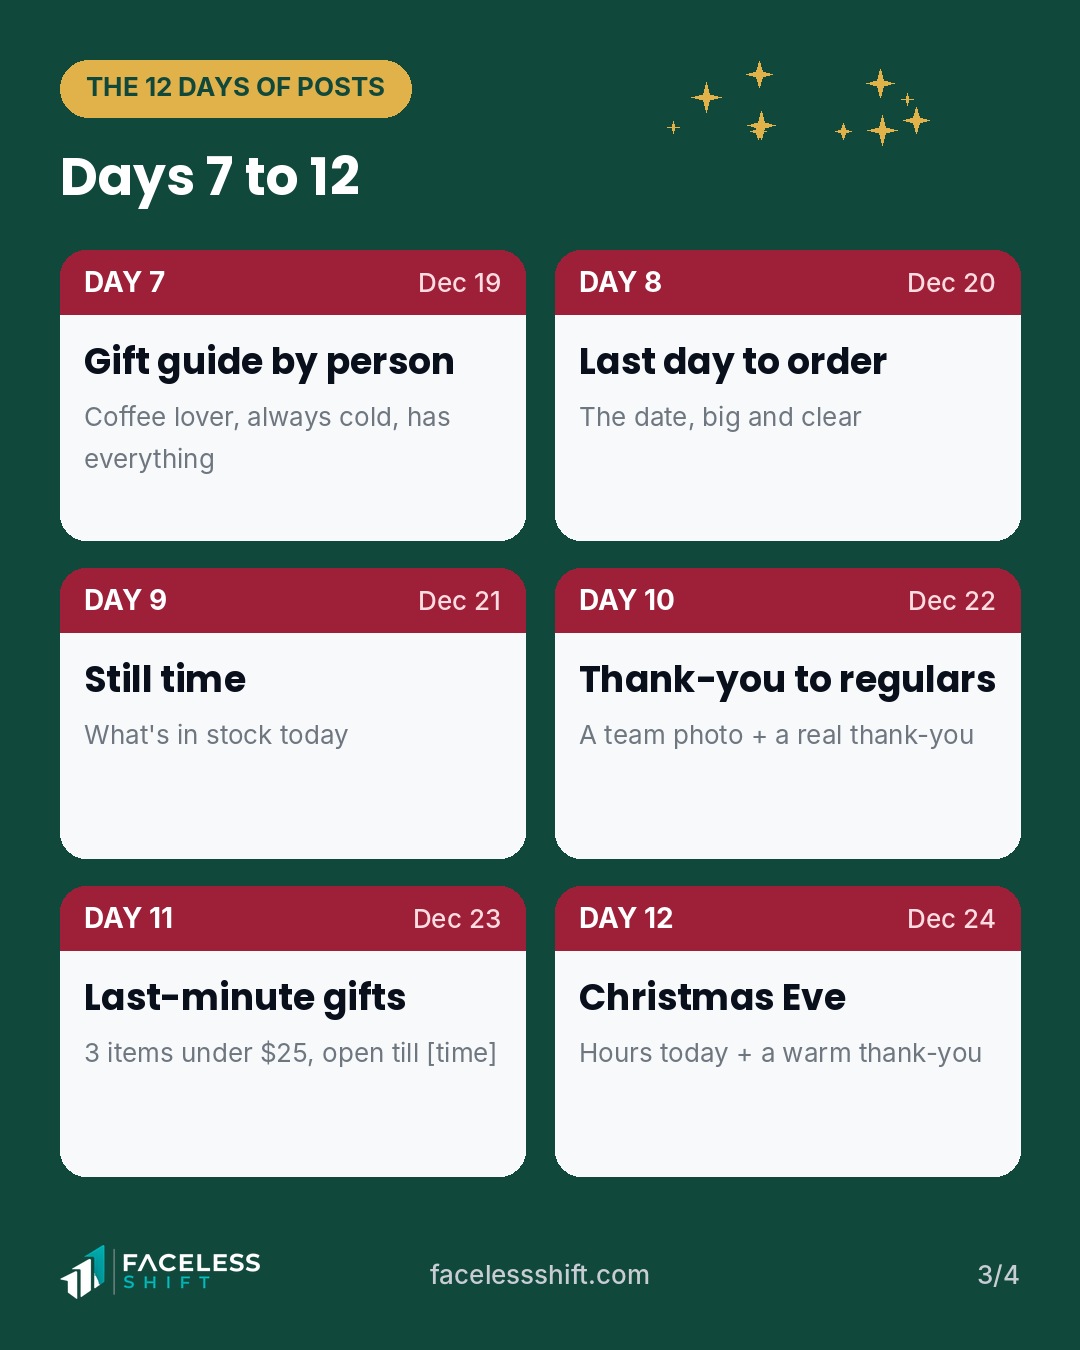 THE 12 DAYS OF POSTS
Days 7 to 12
DAY 7 Dec 19
Gift guide by person
Coffee lover, always cold, has
everything
DAY 8 Dec 20
Last day to order
The date, big and clear
DAY 9 Dec 21
Still time
What's in stock today
DAY 10 Dec 22
Thank-you to regulars
A team photo + a real thank-you
DAY 11 Dec 23
Last-minute gifts
3 items under $25, open till [time]
DAY 12 Dec 24
Christmas Eve
Hours today + a warm thank-you
FACELESS
SHIFT
facelessshift.com
3/4